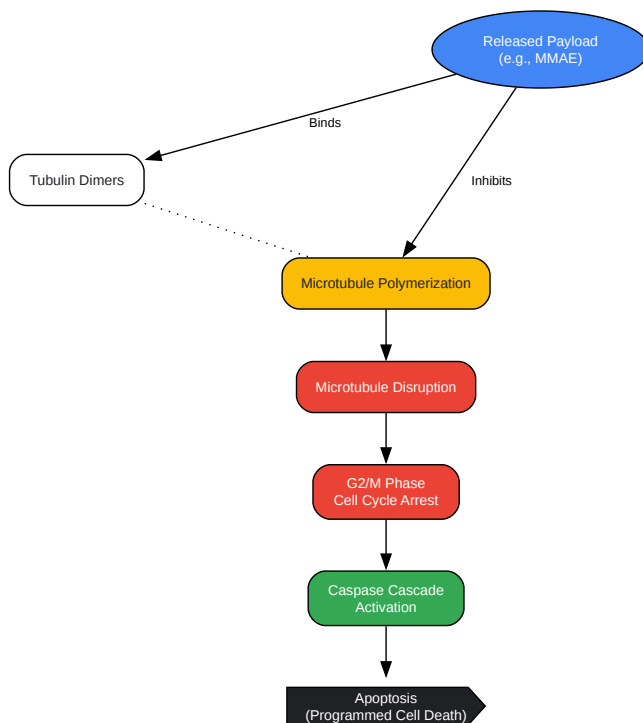 Released Payload
(e.g., MMAE)
Binds
Tubulin Dimers
Inhibits
Microtubule Polymerization
Microtubule Disruption
G2/M Phase
Cell Cycle Arrest
Caspase Cascade
Activation
Apoptosis
(Programmed Cell Death)